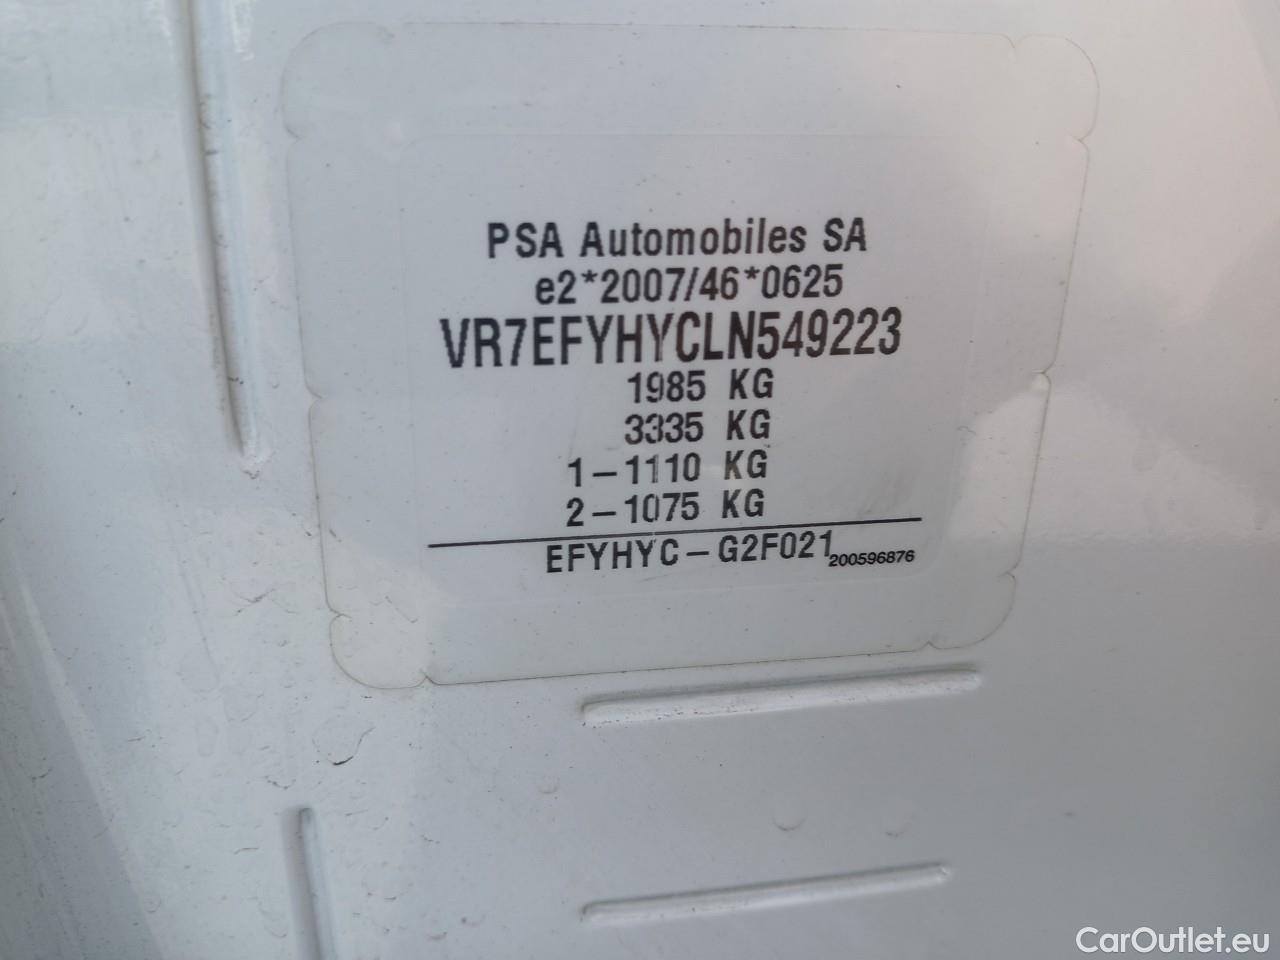 PSA Automobiles SA
e2*2007/46*0625
VR7EFYHYCLN549223
1985 KG
3335 KG
1-1110 KG
2-1075 KG
EFYHYC-G2F021
200596876
CarOutlet.eu